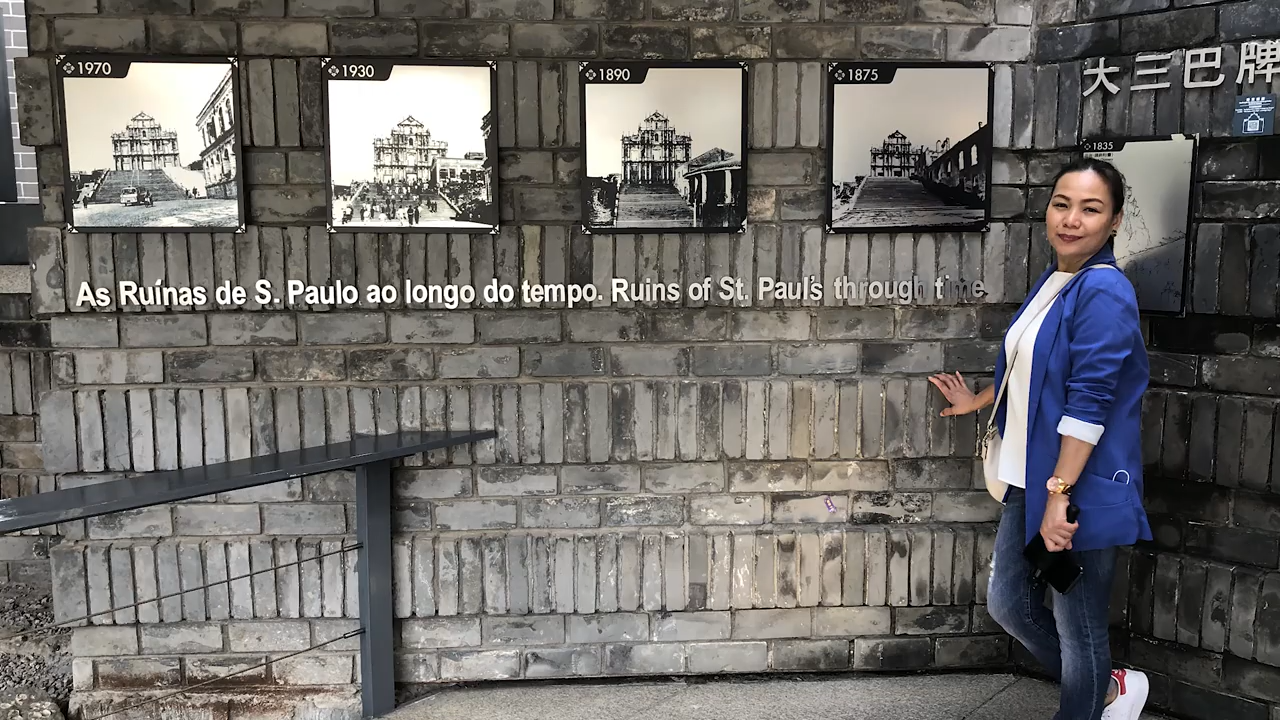 1970
1930
1890
1875
大三巴牌
1835
As Ruínas de S. Paulo ao longo do tempo. Ruins of St. Paul's through time